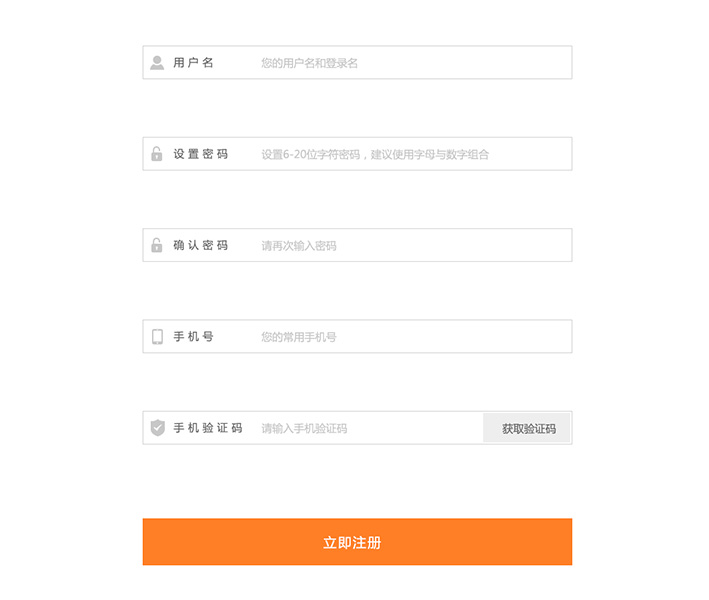 用户名 您的用户名和登录名
设置密码 设置6-20位字符密码，建议使用字母与数字组合
确认密码 请再次输入密码
手机号 您的常用手机号
手机验证码 请输入手机验证码 获取验证码
立即注册